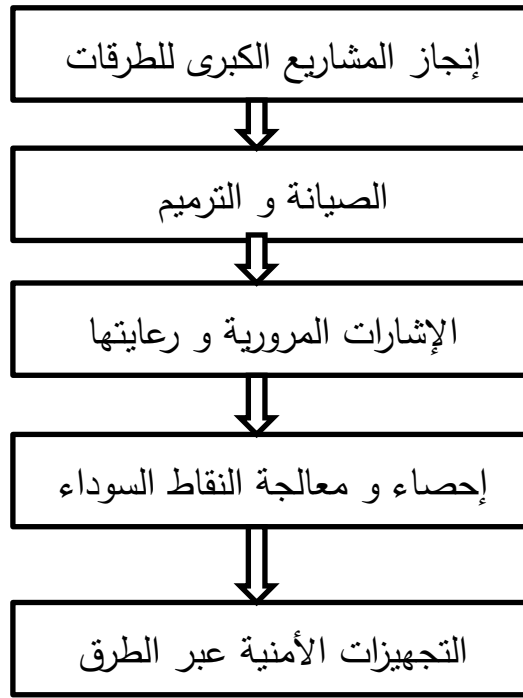 إنجاز المشاريع الكبرى للطرقات
الصيانة و الترميم
الإشارات المرورية و رعايتها
إحصاء و معالجة النقاط السوداء
التجهيزات الأمنية عبر الطرق